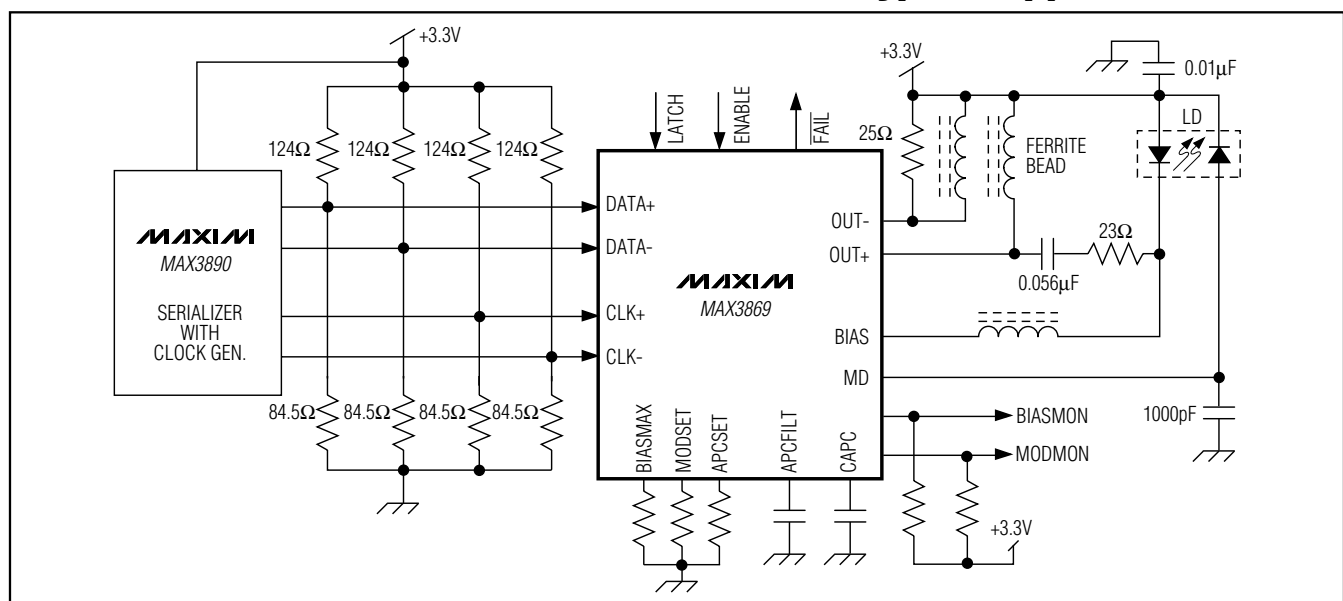 +3.3V
124Ω
124Ω
124Ω
124Ω
MAXIM
MAX3890
SERIALIZER
WITH
CLOCK GEN.
84.5Ω
84.5Ω
84.5Ω
84.5Ω
LATCH
ENABLE
FAIL
DATA+
DATA-
CLK+
CLK-
MAXIM
MAX3869
OUT-
OUT+
BIAS
MD
BIASMAX
MODSET
APCSET
APCFILT
CAPC
+3.3V
25Ω
FERRITE
BEAD
0.01µF
LD
23Ω
0.056µF
1000pF
BIASMON
MODMON
+3.3V